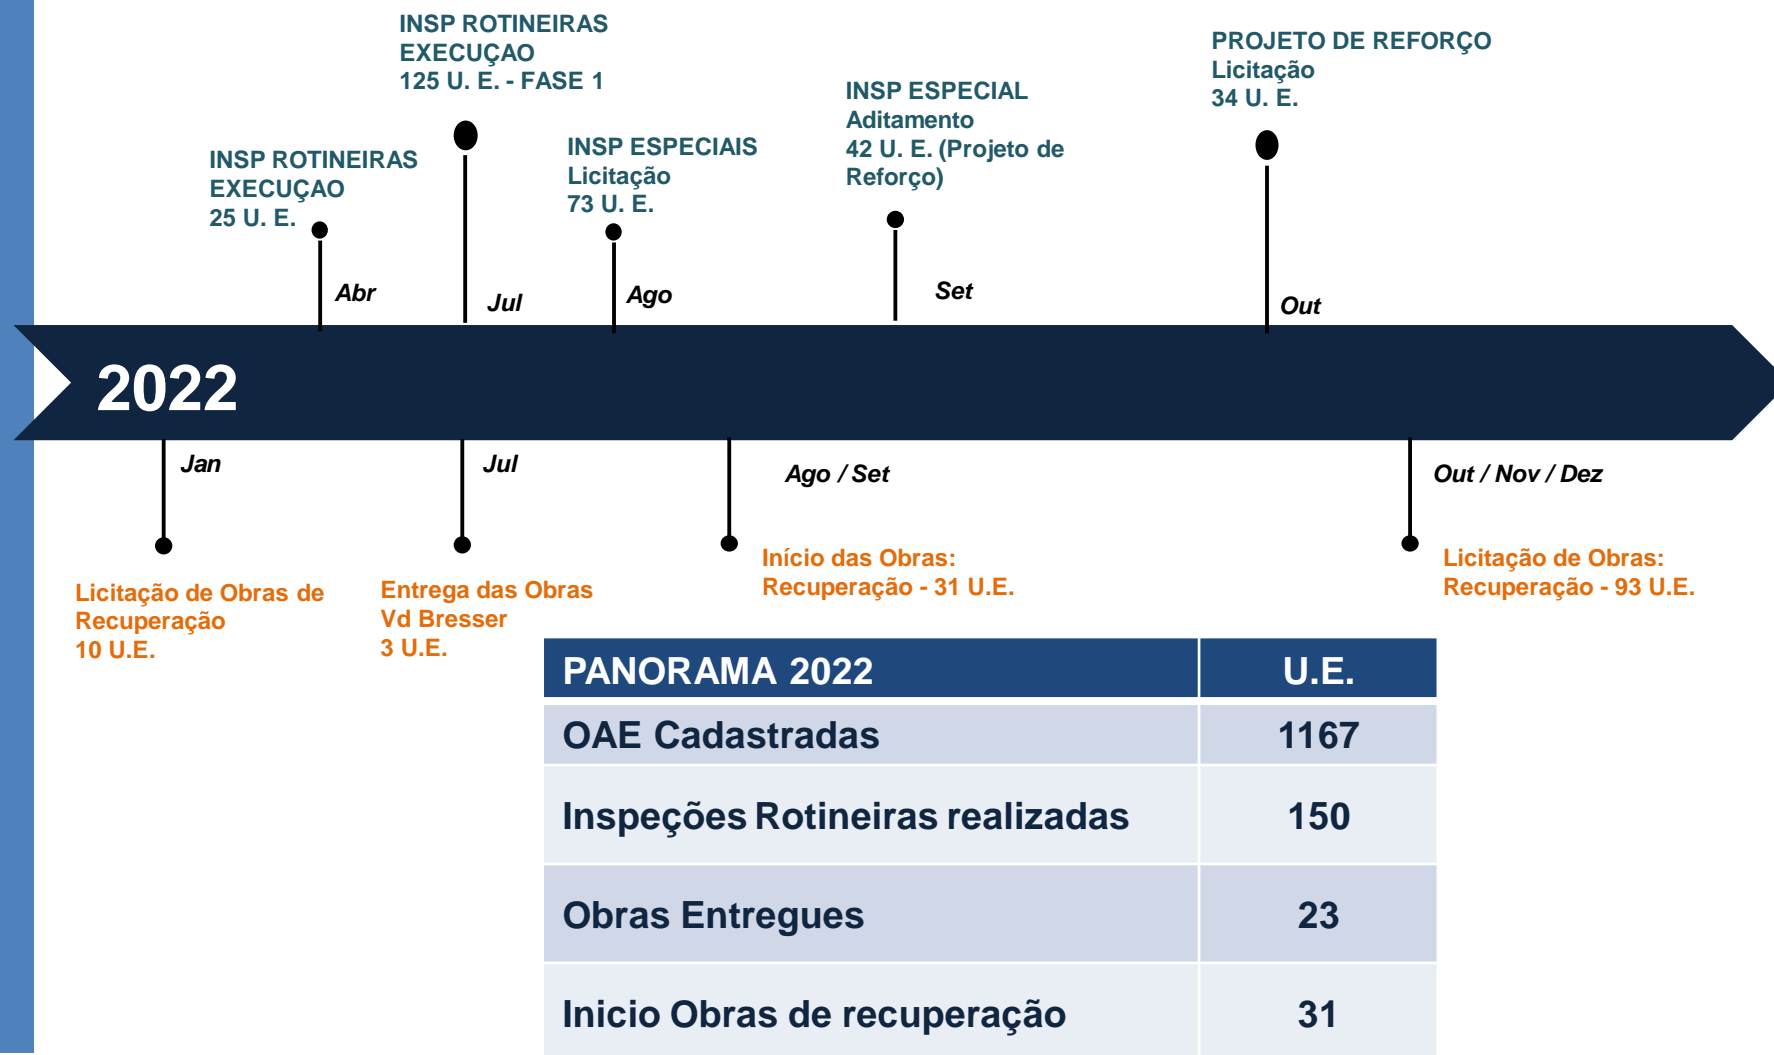 INSP ROTINEIRAS
EXECUÇAO
125 U. E. - FASE 1
PROJETO DE REFORÇO
Licitação
34 U. E.
INSP ESPECIAL
Aditamento
42 U. E. (Projeto de
Reforço)
INSP ESPECIAIS
Licitação
73 U. E.
INSP ROTINEIRAS
EXECUÇAO
25 U. E.
Abr
Jul
Ago
Set
Out
2022
Jan
Jul
Ago / Set
Out / Nov / Dez
Licitação de Obras de
Recuperação
10 U.E.
Entrega das Obras
Vd Bresser
3 U.E.
Início das Obras:
Recuperação - 31 U.E.
Licitação de Obras:
Recuperação - 93 U.E.
PANORAMA 2022 U.E.
OAE Cadastradas 1167
Inspeções Rotineiras realizadas 150
Obras Entregues 23
Inicio Obras de recuperação 31